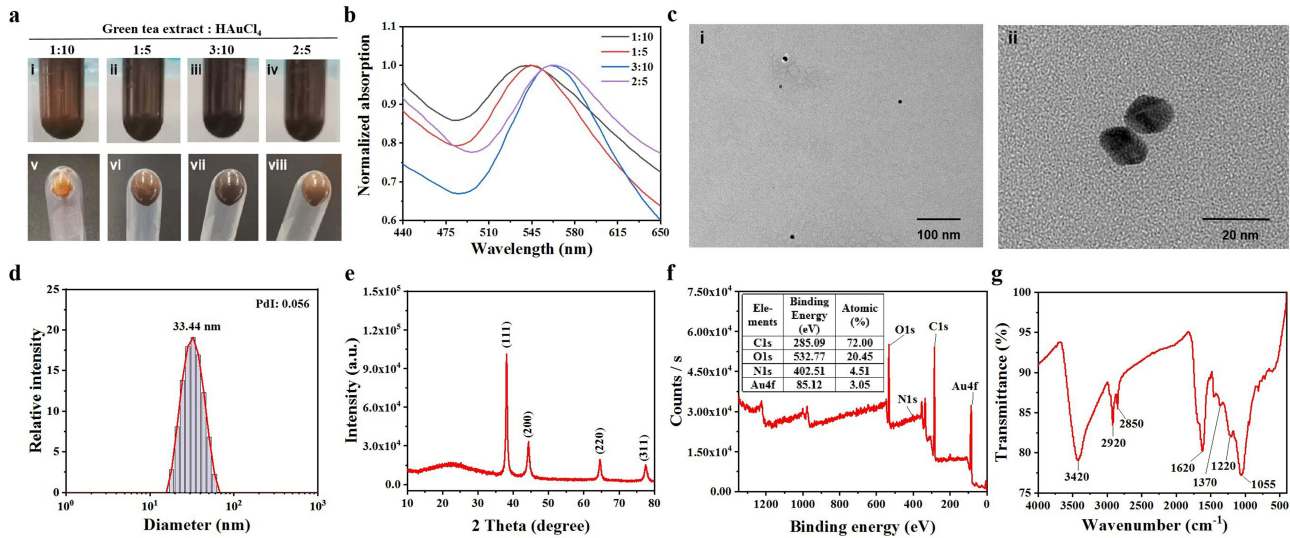 a
Green tea extract : HAuCl₄
1:10 1:5 3:10 2:5
i ii iii iv
v vi vii viii
b
Normalized absorption
1.0
0.9
0.8
0.7
0.6
440 475 510 545 580 615 650
Wavelength (nm)
1:10
1:5
3:10
2:5
c
i
100 nm
ii
20 nm
d
Relative intensity
25
20
15
10
5
0
PdI: 0.056
33.44 nm
10⁰ 10¹ 10² 10³
Diameter (nm)
e
Intensity (a.u.)
1.5x10⁵
1.2x10⁵
9.0x10⁴
6.0x10⁴
3.0x10⁴
0.0
(111)
(200)
(220)
(311)
10 20 30 40 50 60 70 80
2 Theta (degree)
f
Counts / s
7.50x10⁴
6.00x10⁴
4.50x10⁴
3.00x10⁴
1.50x10⁴
0.00
Ele-ments Binding Energy (eV) Atomic (%)
C1s 285.09 72.00
O1s 532.77 20.45
N1s 402.51 4.51
Au4f 85.12 3.05
O1s
C1s
N1s
Au4f
1200 1000 800 600 400 200 0
Binding energy (eV)
g
Transmittance (%)
100
95
90
85
80
75
3420
2920
2850
1620
1370
1220
1055
4000 3500 3000 2500 2000 1500 1000 500
Wavenumber (cm⁻¹)